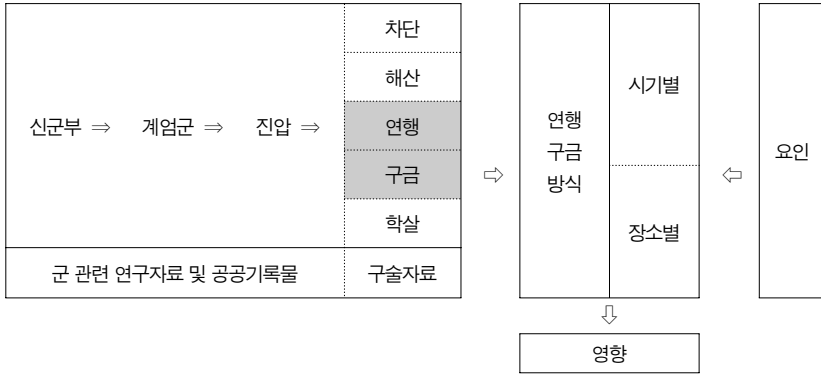 차단
해산
신군부 ⇒ 계엄군 ⇒ 진압 ⇒
연행
구금
학살
군 관련 연구자료 및 공공기록물
구술자료
⇨
연행
구금
방식
시기별
장소별
⇦
요인
⇩
영향